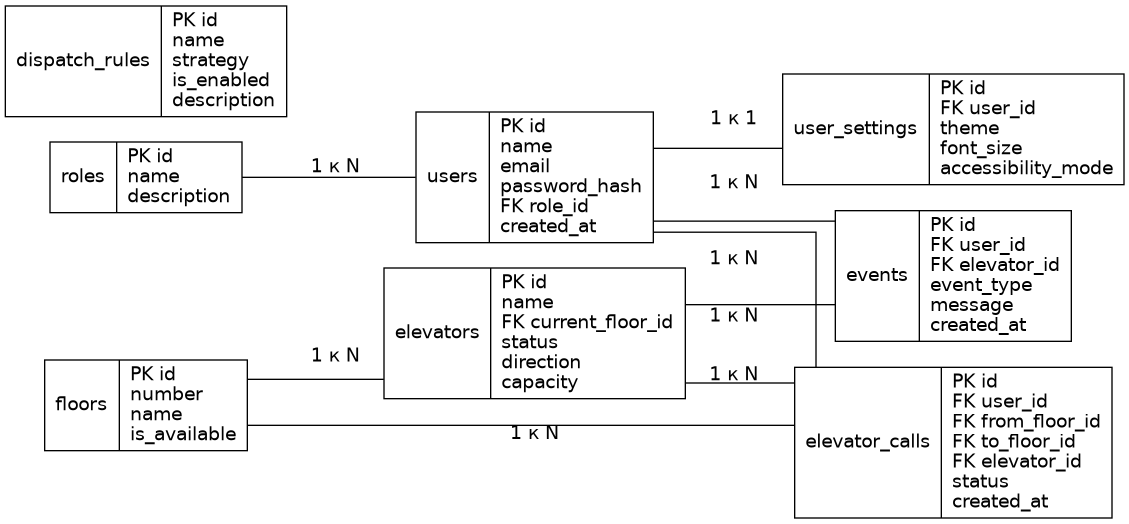 dispatch_rules
PK id
name
strategy
is_enabled
description
roles
PK id
name
description
1 к N
users
PK id
name
email
password_hash
FK role_id
created_at
1 к 1
1 к N
1 к N
user_settings
PK id
FK user_id
theme
font_size
accessibility_mode
events
PK id
FK user_id
FK elevator_id
event_type
message
created_at
elevators
PK id
name
FK current_floor_id
status
direction
capacity
1 к N
1 к N
floors
PK id
number
name
is_available
1 к N
1 к N
elevator_calls
PK id
FK user_id
FK from_floor_id
FK to_floor_id
FK elevator_id
status
created_at